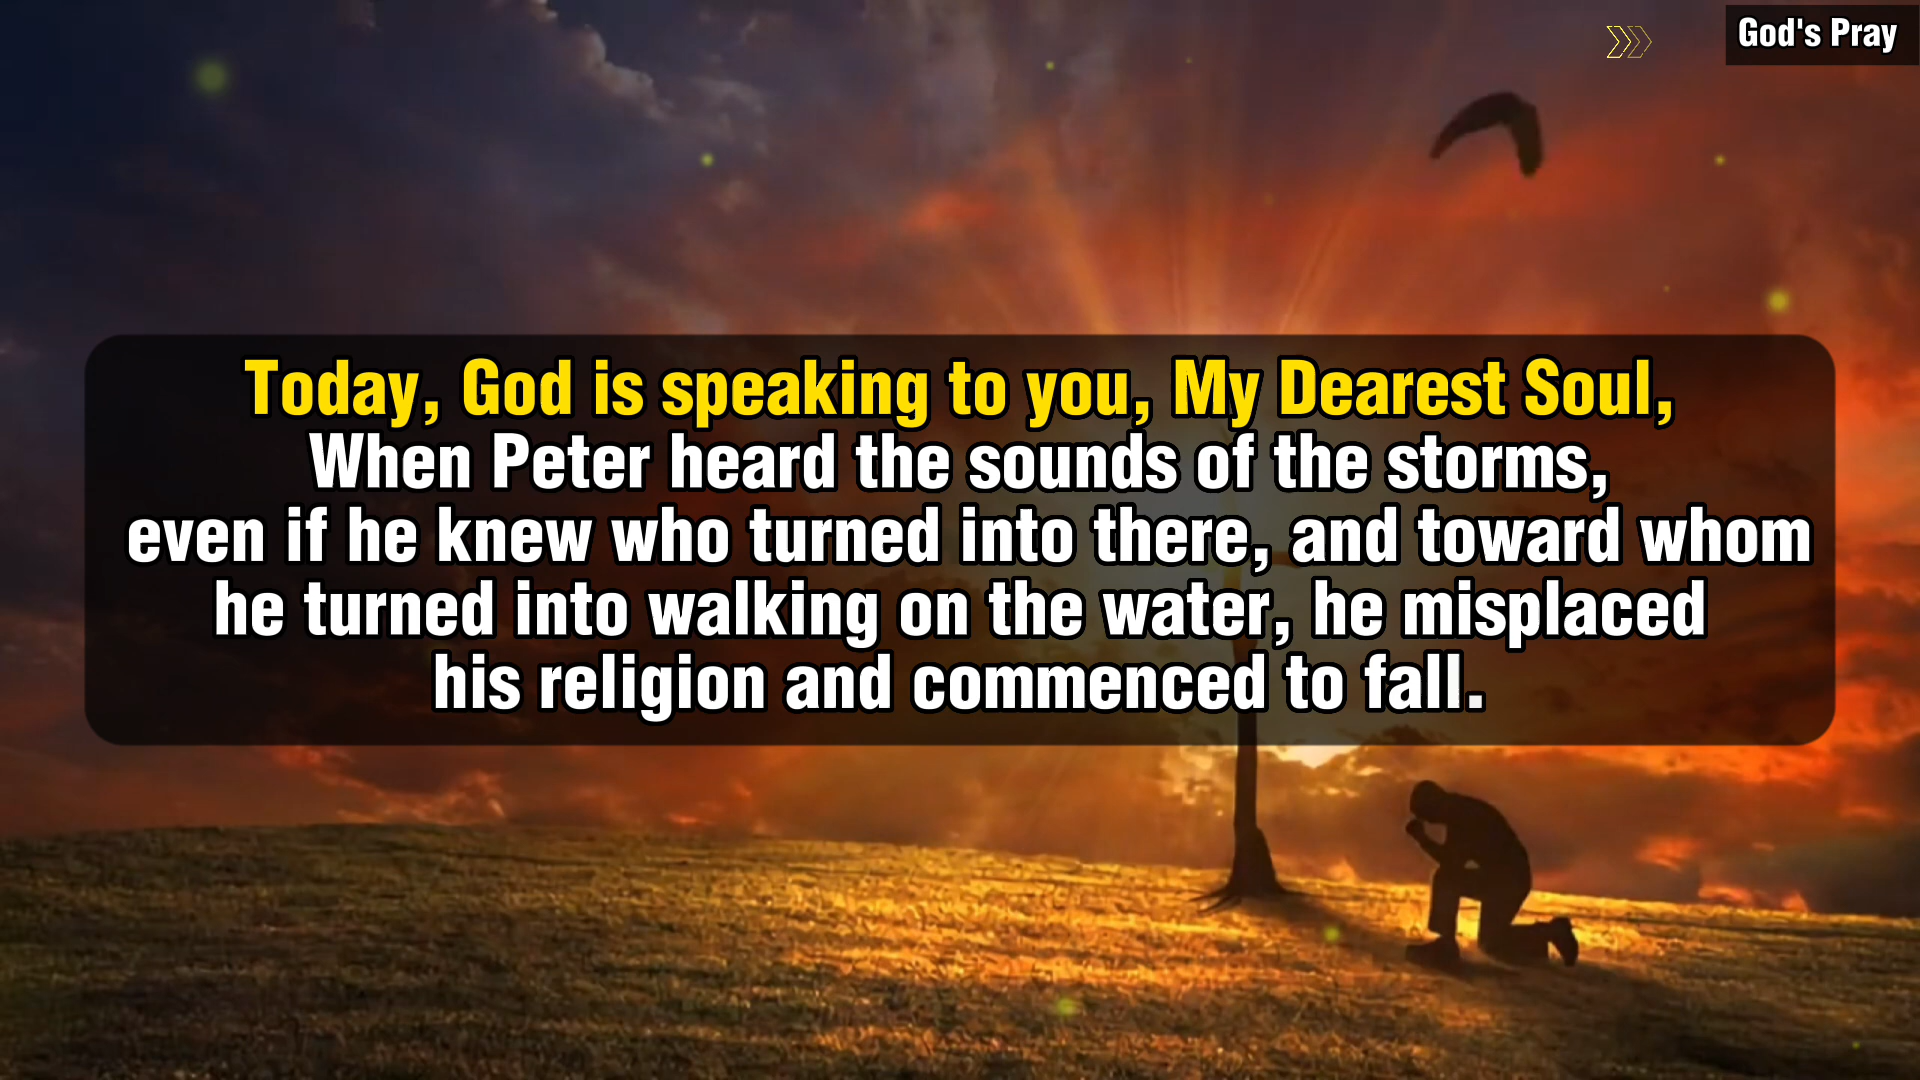 God's Pray
Today, God is speaking to you, My Dearest Soul,
When Peter heard the sounds of the storms,
even if he knew who turned into there, and toward whom
he turned into walking on the water, he misplaced
his religion and commenced to fall.